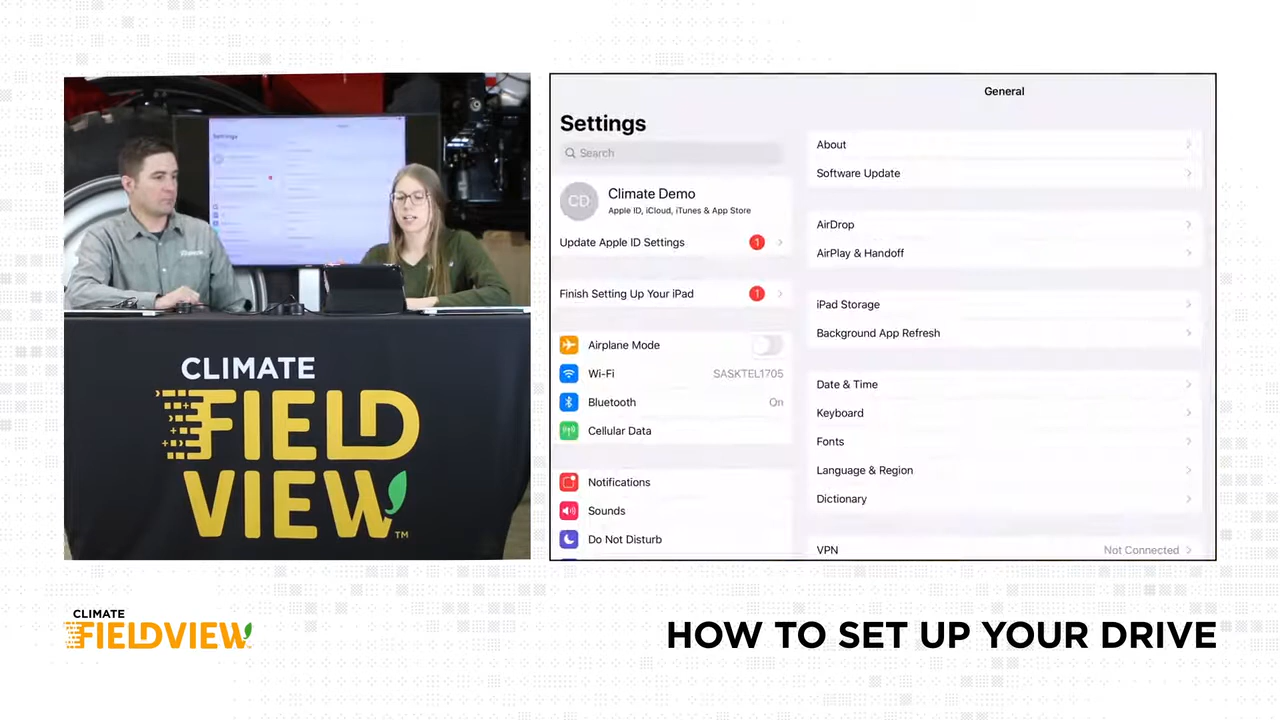 Settings
CLIMATE
FIELD
VIEW
TM
General
Settings
Search
CD
Climate Demo
Apple ID, iCloud, iTunes & App Store
Update Apple ID Settings 1
Finish Setting Up Your iPad 1
Airplane Mode
Wi-Fi SASKTEL1705
Bluetooth On
Cellular Data
Notifications
Sounds
Do Not Disturb
About
Software Update
AirDrop
AirPlay & Handoff
iPad Storage
Background App Refresh
Date & Time
Keyboard
Fonts
Language & Region
Dictionary
VPN Not Connected
CLIMATE
FIELDVIEW
HOW TO SET UP YOUR DRIVE